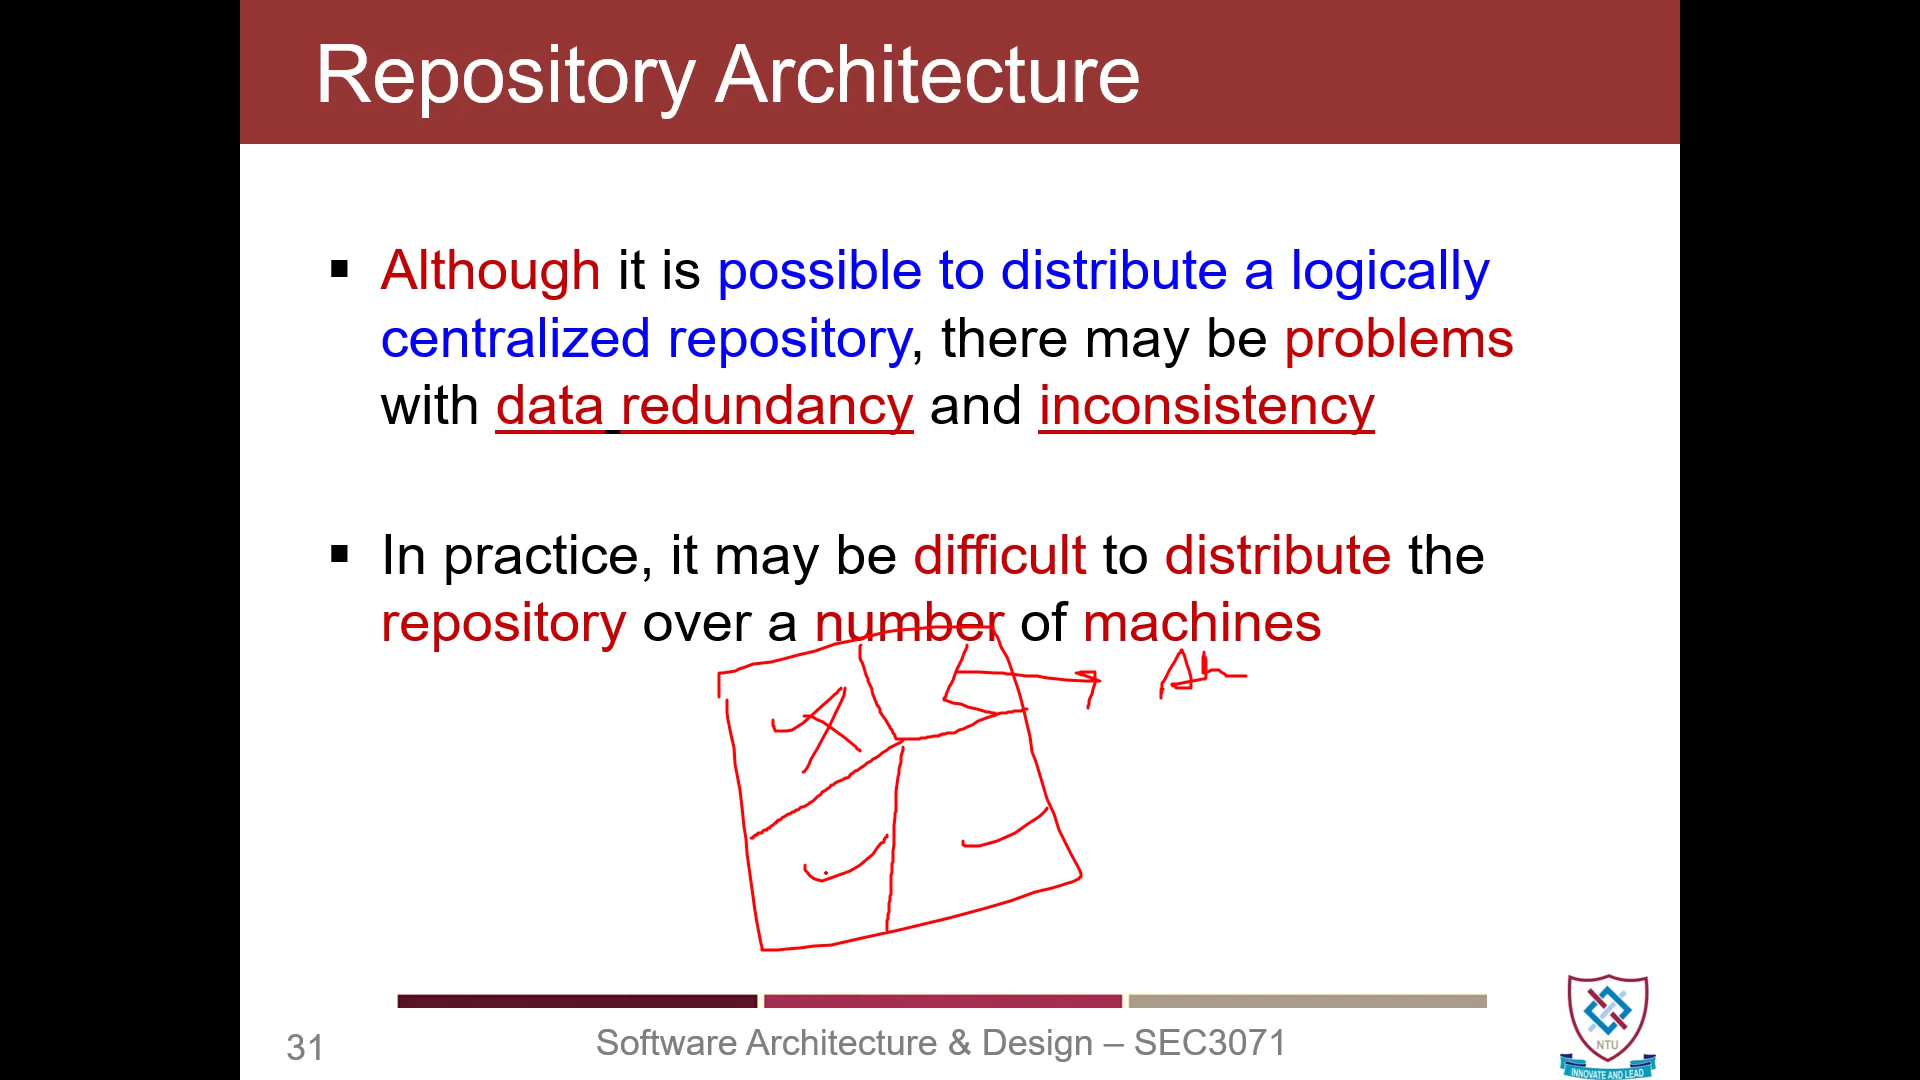 Repository Architecture
▪ Although it is possible to distribute a logically
centralized repository, there may be problems
with data redundancy and inconsistency
▪ In practice, it may be difficult to distribute the
repository over a number of machines
31
Software Architecture & Design – SEC3071
NTU
INNOVATE AND LEAD